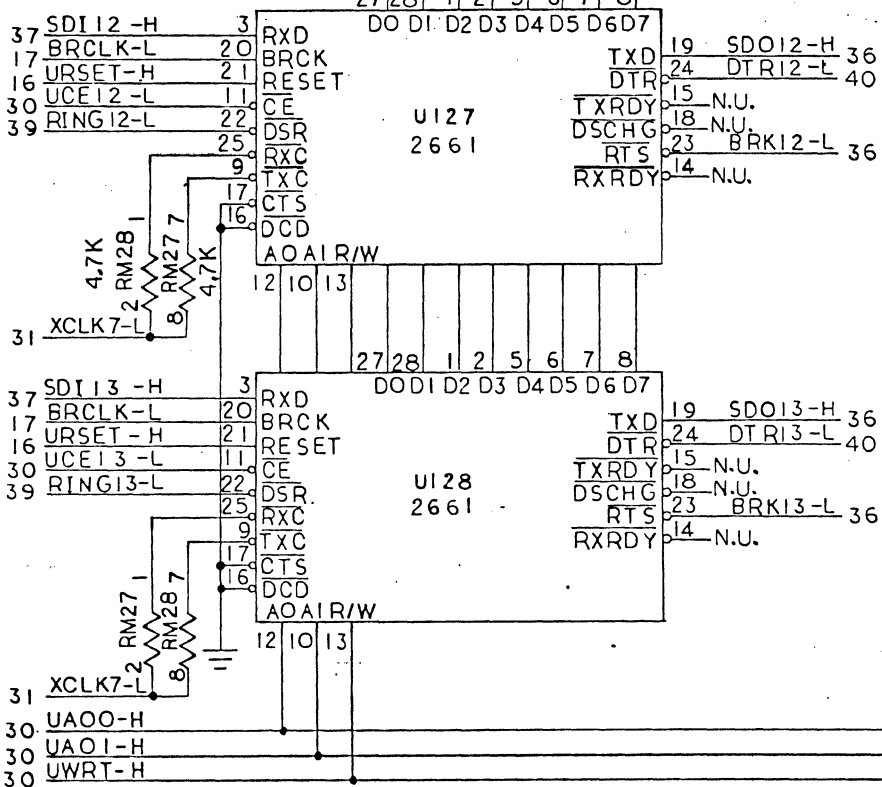 27 28 1 2 5 6 7 8
D0 D1 D2 D3 D4 D5 D6 D7
37 SDI12-H 3 RXD
17 BRCLK-L 20 BRCK
16 URSET-H 21 RESET
30 UCE12-L 11 CE
39 RING12-L 22 DSR
25 RXC
9 TXC
17 CTS
16 DCD
U127
2661
TXD 19 SDO12-H 36
DTR 24 DTR12-L 40
TXRDY 15 N.U.
DSCHG 18 N.U.
RTS 23 BRK12-L 36
RXRDY 14 N.U.
A0 A1 R/W
12 10 13
4.7K RM28 1 2
RM27 4.7K 7 8
31 XCLK7-L
27 28 1 2 5 6 7 8
D0 D1 D2 D3 D4 D5 D6 D7
37 SDI13-H 3 RXD
17 BRCLK-L 20 BRCK
16 URSET-H 21 RESET
30 UCE13-L 11 CE
39 RING13-L 22 DSR
25 RXC
9 TXC
17 CTS
16 DCD
U128
2661
TXD 19 SDO13-H 36
DTR 24 DTR13-L 40
TXRDY 15 N.U.
DSCHG 18 N.U.
RTS 23 BRK13-L 36
RXRDY 14 N.U.
A0 A1 R/W
12 10 13
RM27 1 2
RM28 7 8
31 XCLK7-L
30 UA00-H
30 UA01-H
30 UWRT-H